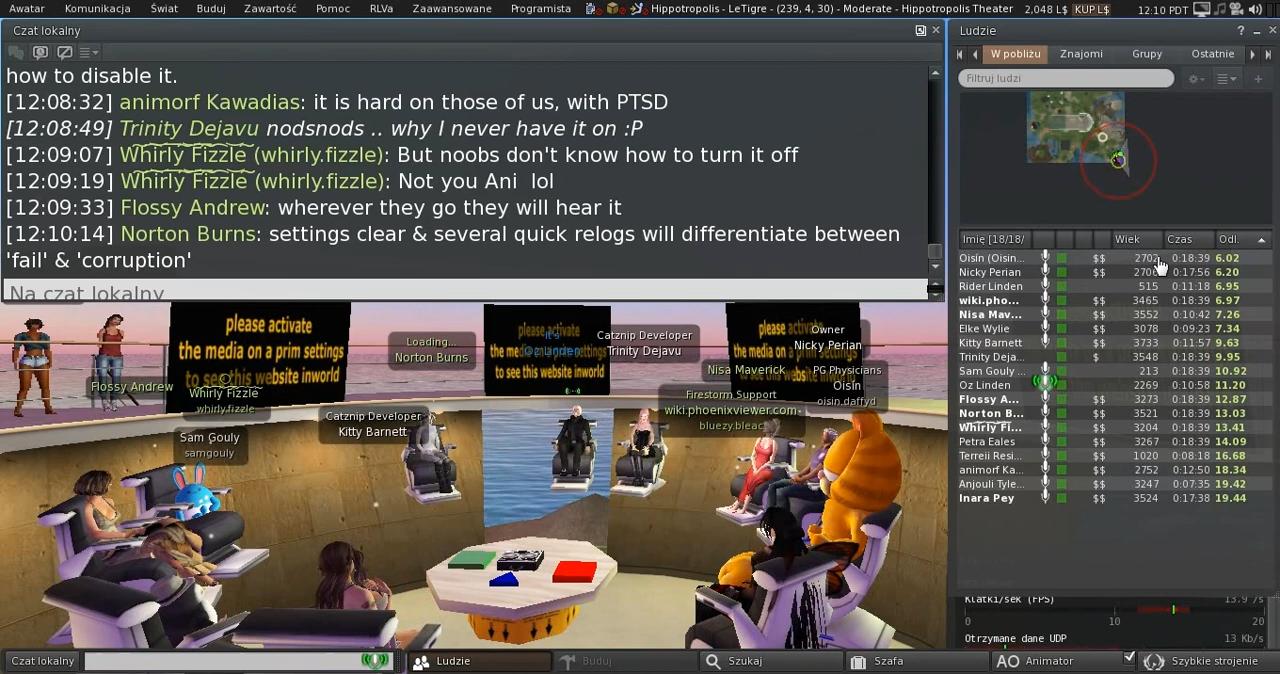 Awatar Komunikacja Świat Buduj Zawartość Pomoc RLVa Zaawansowane Programista Hippotropolis - LeTigre - (239, 4, 30) - Moderate - Hippotropolis Theater 2,048 L$ KUP L$ 12:10 PDT
Czat lokalny
how to disable it.
[12:08:32] animorf Kawadias: it is hard on those of us, with PTSD
[12:08:49] Trinity Dejavu nodsnods .. why I never have it on :P
[12:09:07] Whirly Fizzle (whirly.fizzle): But noobs don't know how to turn it off
[12:09:19] Whirly Fizzle (whirly.fizzle): Not you Ani lol
[12:09:33] Flossy Andrew: wherever they go they will hear it
[12:10:14] Norton Burns: settings clear & several quick relogs will differentiate between
'fail' & 'corruption'
Na czat lokalny
Ludzie
W pobliżu Znajomi Grupy Ostatnie
Filtruj ludzi
Imię [18/18/ Wiek Czas Odl.
Oisín (Oisin... $$ 2702 0:18:39 6.02
Nicky Perian $$ 2706 0:17:56 6.20
Rider Linden 515 0:11:18 6.95
wiki.pho... $$ 3465 0:18:39 6.97
Nisa Mav... $$ 3552 0:10:42 7.26
Elke Wylie $$ 3078 0:09:23 7.34
Kitty Barnett $$ 3733 0:11:57 9.63
Trinity Deja... $ 3548 0:18:39 9.95
Sam Gouly ... 213 0:18:39 10.92
Oz Linden 2269 0:10:58 11.20
Flossy A... $$ 3273 0:18:39 12.87
Norton B... $$ 3521 0:18:39 13.03
Whirly Fi... $$ 3204 0:18:39 13.41
Petra Eales $$ 3267 0:18:39 14.09
Terreii Resi... $$ 1020 0:08:18 16.68
animorf Ka... $$ 2752 0:12:50 18.34
Anjouli Tyle... $$ 3247 0:07:35 19.42
Inara Pey $$ 3524 0:17:38 19.44
Klatki/sek (FPS) 13.9 /s
0 10 20
Otrzymane dane UDP 13 Kb/s
please activate
the media on a prim settings
to see this website inworld
please activate
to see this website inworld
please activate
Loading...
Norton Burns
Catznip Developer
Trinity Dejavu
Owner
Nicky Perian
Flossy Andrew
Whirly Fizzle
whirly.fizzle
Nisa Maverick
PG Physicians
Oisín
oisin.daffyd
Firestorm Support
wiki.phoenixviewer.com-
bluezy.bleac
Catznip Developer
Kitty Barnett
Sam Gouly
samgouly
Czat lokalny Ludzie Buduj Szukaj Szafa AO Animator Szybkie strojenie